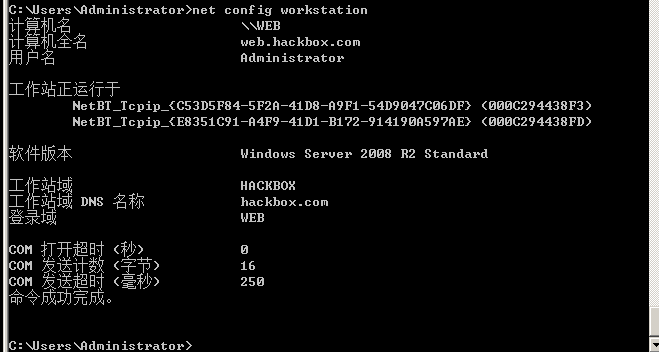 C:\Users\Administrator>net config workstation
计算机名 \\WEB
计算机全名 web.hackbox.com
用户名 Administrator
工作站正运行于
NetBT_Tcpip_{C53D5F84-5F2A-41D8-A9F1-54D9047C06DF} (000C294438F3)
NetBT_Tcpip_{E8351C91-A4F9-41D1-B172-914190A597AE} (000C294438FD)
软件版本 Windows Server 2008 R2 Standard
工作站域 HACKBOX
工作站域 DNS 名称 hackbox.com
登录域 WEB
COM 打开超时 (秒) 0
COM 发送计数 (字节) 16
COM 发送超时 (毫秒) 250
命令成功完成。
C:\Users\Administrator>